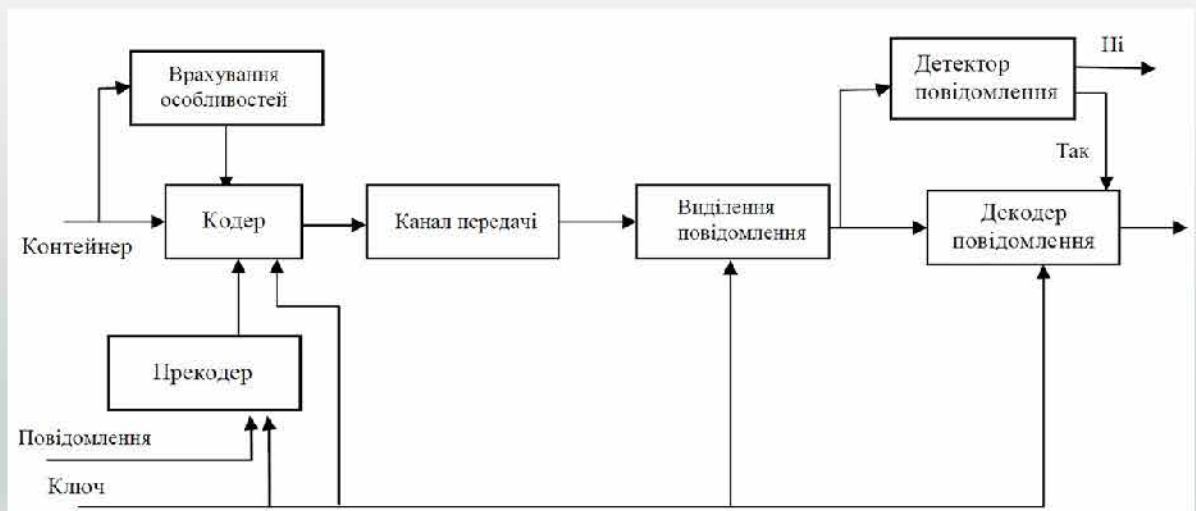 Врахування
особливостей
Детектор
повідомлення
Ні
Так
Контейнер
Кодер
Канал передачі
Виділення
повідомлення
Декодер
повідомлення
Прекодер
Повідомлення
Ключ